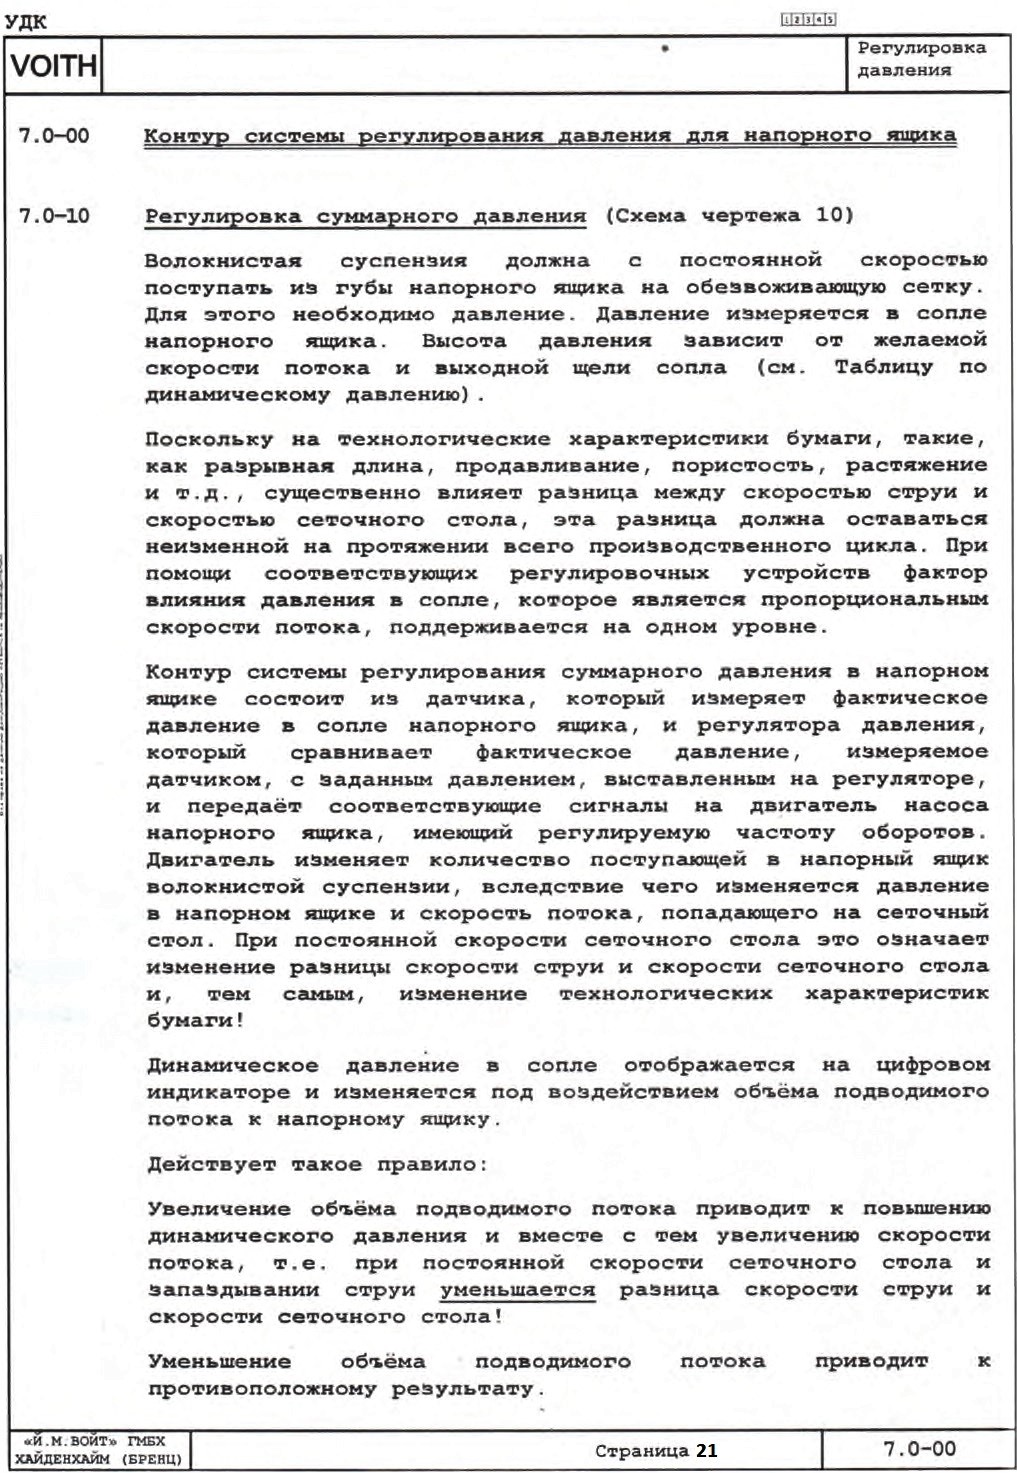 УДК
1 2 3 4 5
VOITH
Регулировка
давления
7.0-00 Контур системы регулирования давления для напорного ящика
7.0-10 Регулировка суммарного давления (Схема чертежа 10)
Волокнистая суспензия должна с постоянной скоростью
поступать из губы напорного ящика на обезвоживающую сетку.
Для этого необходимо давление. Давление измеряется в сопле
напорного ящика. Высота давления зависит от желаемой
скорости потока и выходной щели сопла (см. Таблицу по
динамическому давлению).
Поскольку на технологические характеристики бумаги, такие,
как разрывная длина, продавливание, пористость, растяжение
и т.д., существенно влияет разница между скоростью струи и
скоростью сеточного стола, эта разница должна оставаться
неизменной на протяжении всего производственного цикла. При
помощи соответствующих регулировочных устройств фактор
влияния давления в сопле, которое является пропорциональным
скорости потока, поддерживается на одном уровне.
Контур системы регулирования суммарного давления в напорном
ящике состоит из датчика, который измеряет фактическое
давление в сопле напорного ящика, и регулятора давления,
который сравнивает фактическое давление, измеряемое
датчиком, с заданным давлением, выставленным на регуляторе,
и передаёт соответствующие сигналы на двигатель насоса
напорного ящика, имеющий регулируемую частоту оборотов.
Двигатель изменяет количество поступающей в напорный ящик
волокнистой суспензии, вследствие чего изменяется давление
в напорном ящике и скорость потока, попадающего на сеточный
стол. При постоянной скорости сеточного стола это означает
изменение разницы скорости струи и скорости сеточного стола
и, тем самым, изменение технологических характеристик
бумаги!
Динамическое давление в сопле отображается на цифровом
индикаторе и изменяется под воздействием объёма подводимого
потока к напорному ящику.
Действует такое правило:
Увеличение объёма подводимого потока приводит к повышению
динамического давления и вместе с тем увеличению скорости
потока, т.е. при постоянной скорости сеточного стола и
запаздывании струи уменьшается разница скорости струи и
скорости сеточного стола!
Уменьшение объёма подводимого потока приводит к
противоположному результату.
«Й.М.ВОЙТ» ГМБХ
ХАЙДЕНХАЙМ (БРЕНЦ)
Страница 21
7.0-00